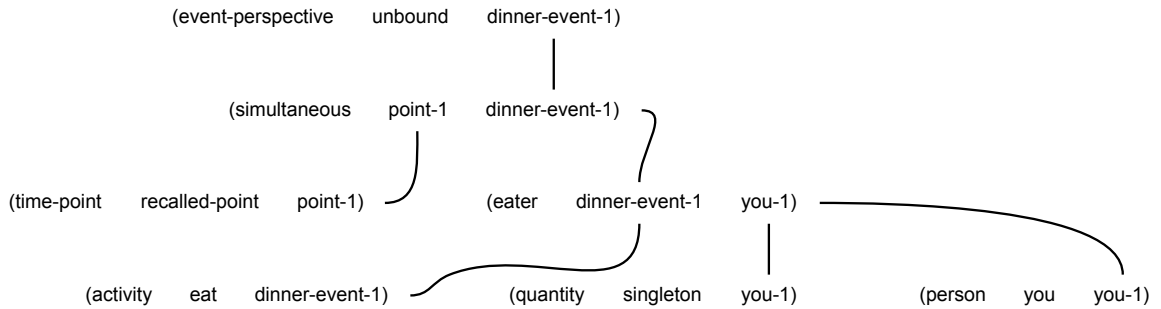 (event-perspective unbound dinner-event-1)
(simultaneous point-1 dinner-event-1)
(time-point recalled-point point-1) (eater dinner-event-1 you-1)
(activity eat dinner-event-1) (quantity singleton you-1) (person you you-1)